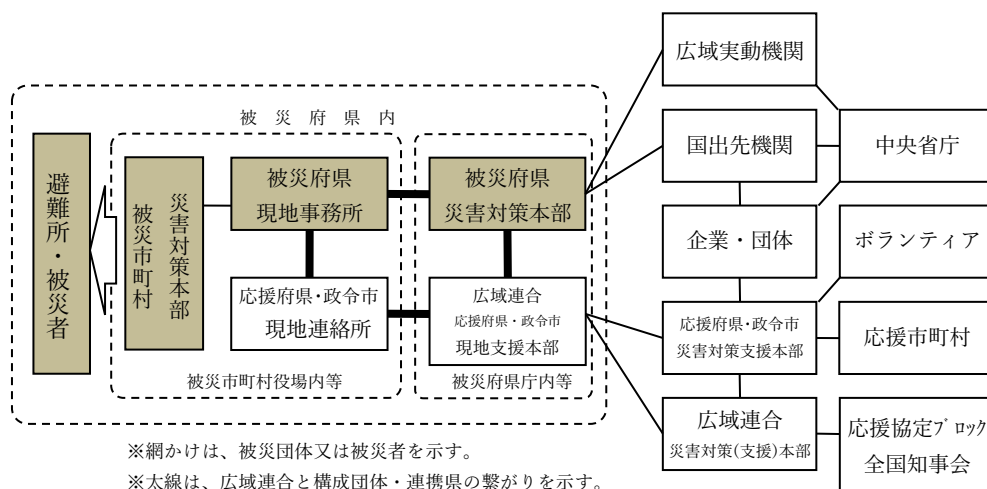 広域実動機関
被災府県内
国出先機関
中央省庁
避難所・被災者
被災市町村
災害対策本部
被災府県
現地事務所
被災府県
災害対策本部
企業・団体
ボランティア
応援府県・政令市
現地連絡所
広域連合
応援府県・政令市
現地支援本部
応援府県・政令市
災害対策支援本部
応援市町村
被災市町村役場内等
被災府県庁内等
広域連合
災害対策(支援)本部
応援協定ブロック
全国知事会
※網かけは、被災団体又は被災者を示す。
※太線は、広域連合と構成団体・連携県の繋がりを示す。